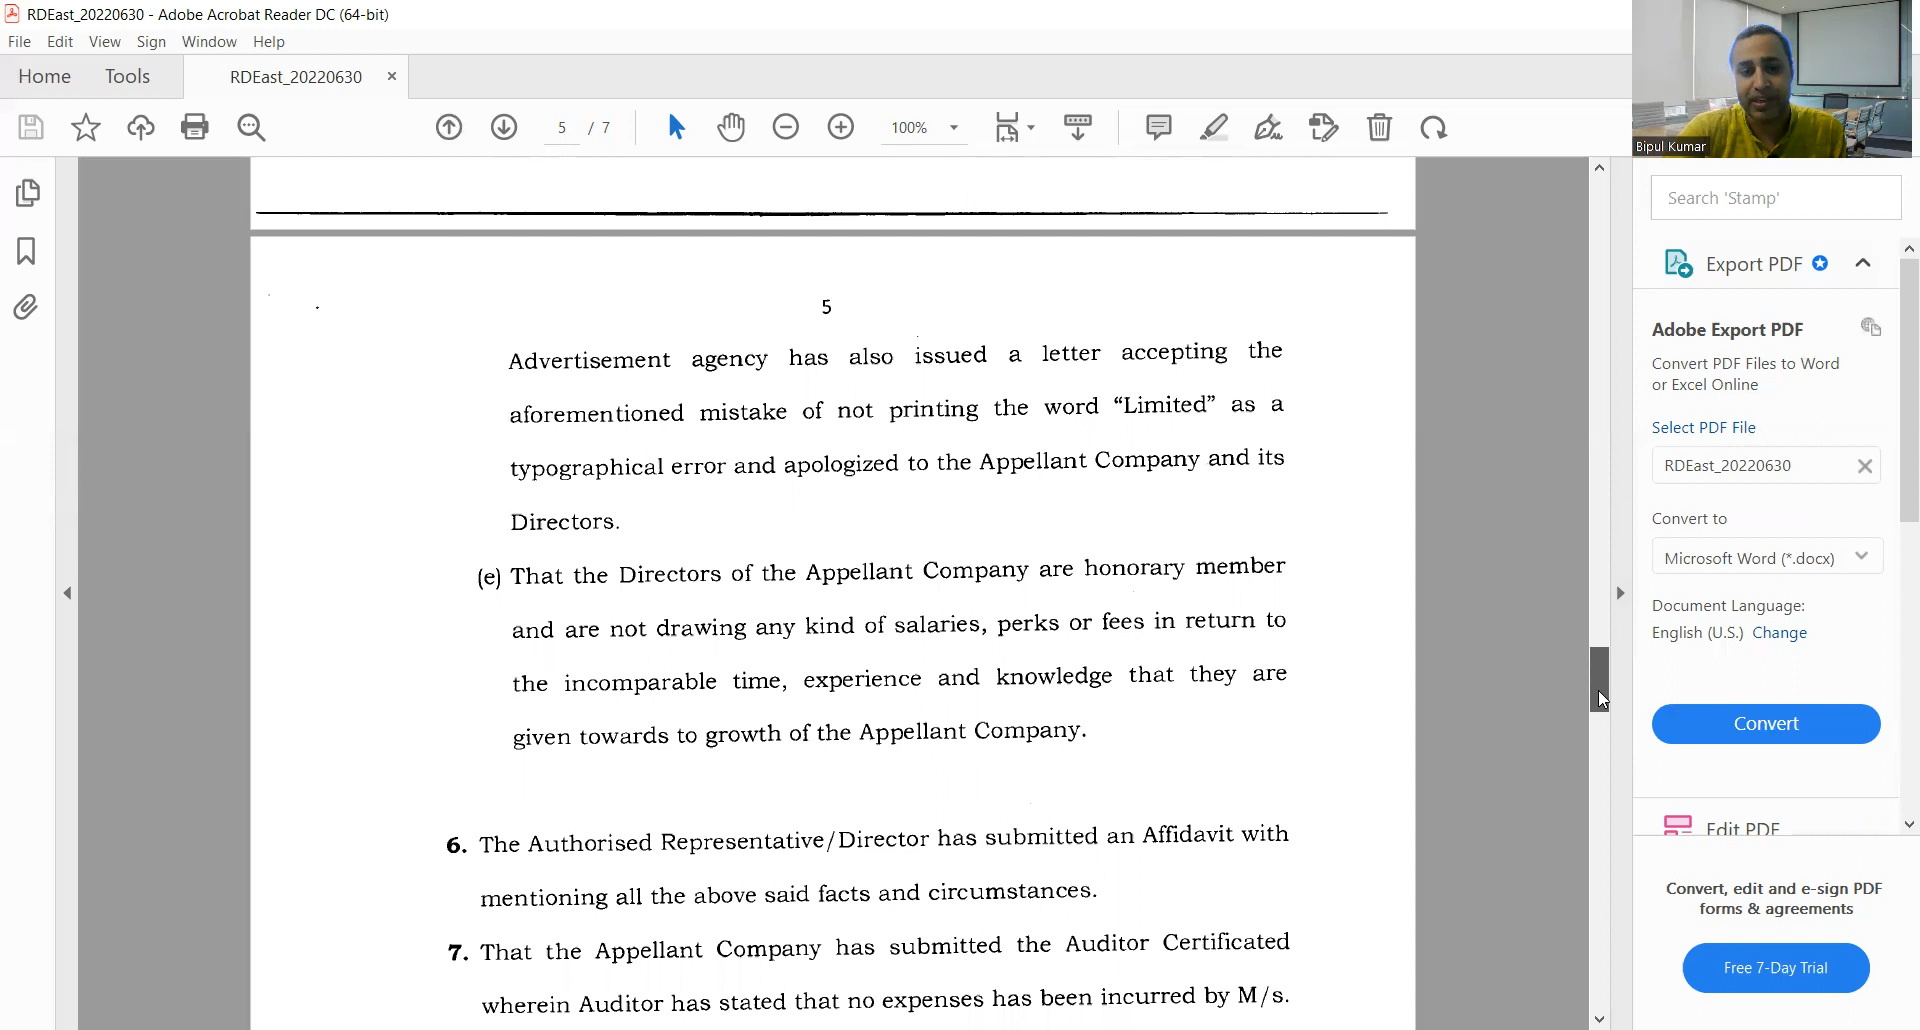 RDEast_20220630 - Adobe Acrobat Reader DC (64-bit)
File Edit View Sign Window Help
Home Tools RDEast_20220630 ×
5 / 7 100%
Bipul Kumar
Search 'Stamp'
Export PDF
Adobe Export PDF
Convert PDF Files to Word
or Excel Online
Select PDF File
RDEast_20220630
Convert to
Microsoft Word (*.docx)
Document Language:
English (U.S.) Change
Convert
Edit PDF
Convert, edit and e-sign PDF
forms & agreements
Free 7-Day Trial
5
Advertisement agency has also issued a letter accepting the
aforementioned mistake of not printing the word “Limited” as a
typographical error and apologized to the Appellant Company and its
Directors.
(e) That the Directors of the Appellant Company are honorary member
and are not drawing any kind of salaries, perks or fees in return to
the incomparable time, experience and knowledge that they are
given towards to growth of the Appellant Company.
6. The Authorised Representative/Director has submitted an Affidavit with
mentioning all the above said facts and circumstances.
7. That the Appellant Company has submitted the Auditor Certificated
wherein Auditor has stated that no expenses has been incurred by M/s.